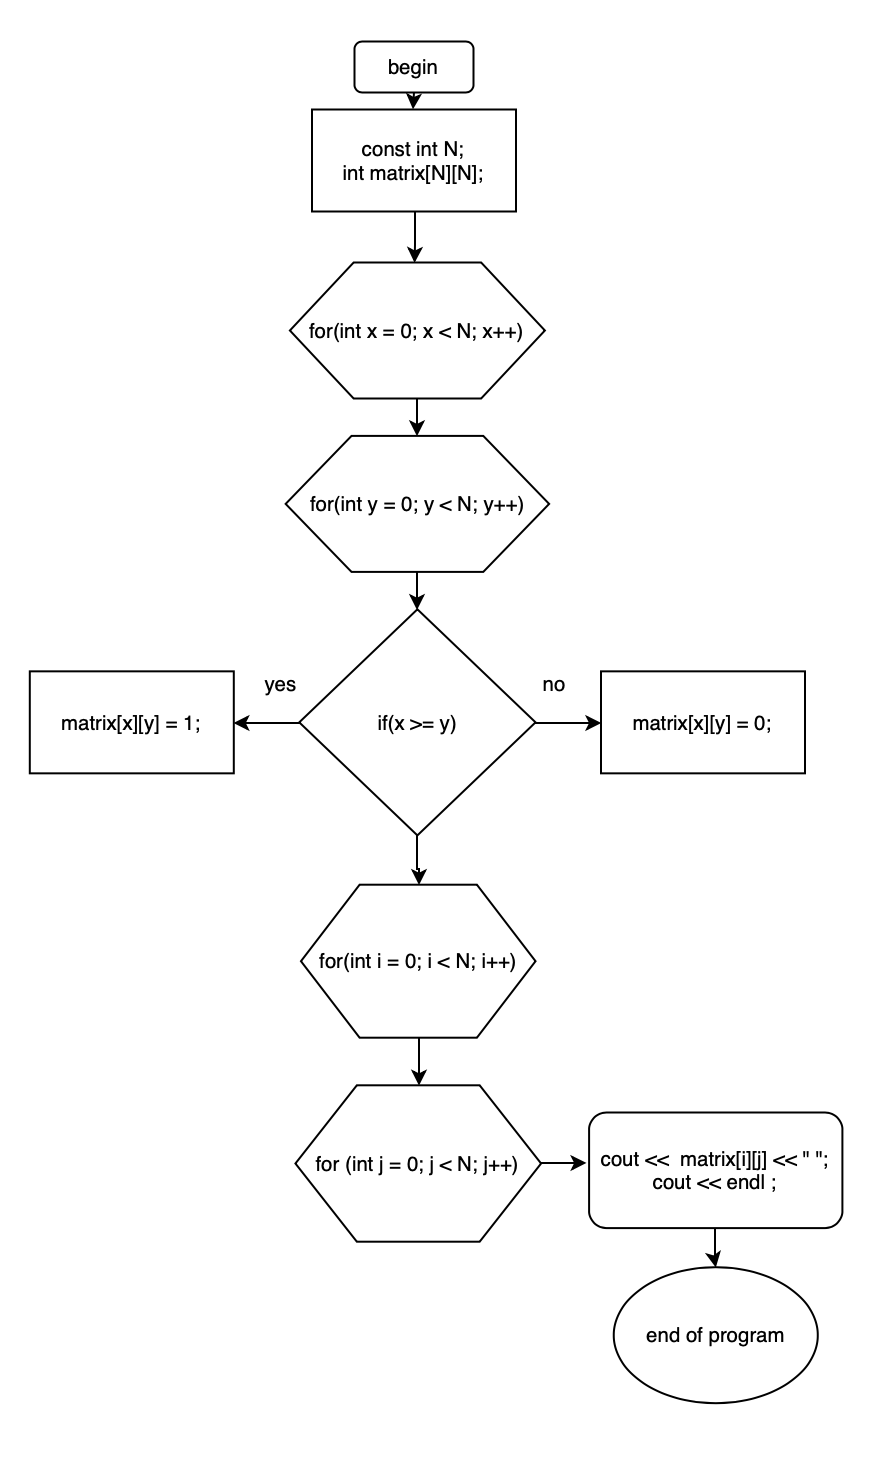 begin
const int N;
int matrix[N][N];
for(int x = 0; x < N; x++)
for(int y = 0; y < N; y++)
yes
no
matrix[x][y] = 1;
if(x >= y)
matrix[x][y] = 0;
for(int i = 0; i < N; i++)
for (int j = 0; j < N; j++)
cout <<  matrix[i][j] << " ";
cout << endl ;
end of program